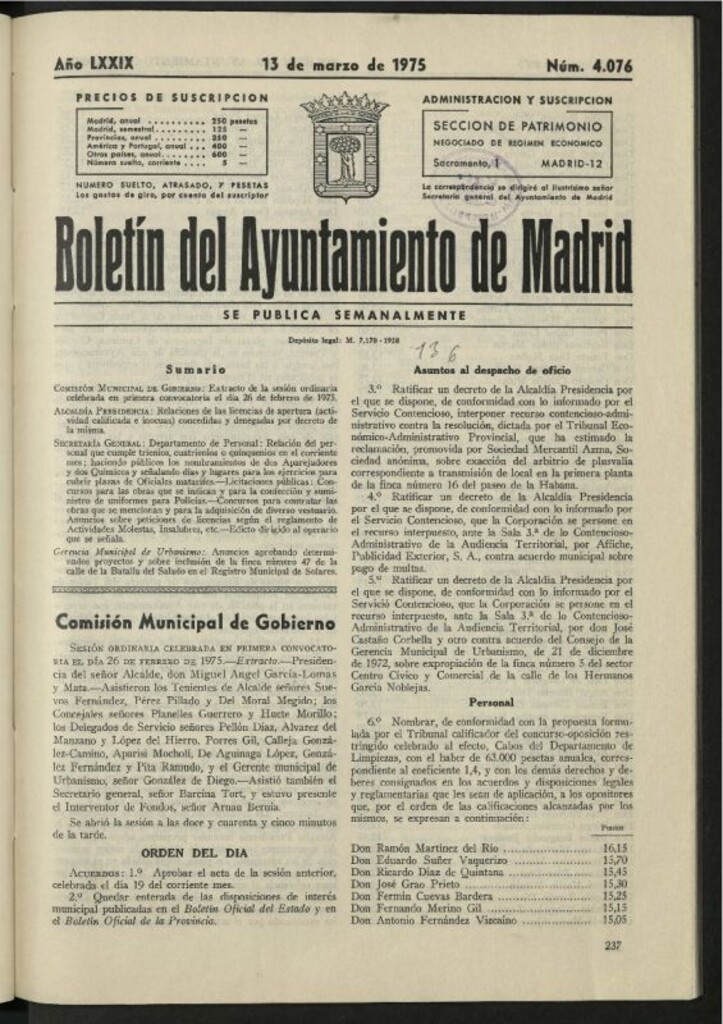 Año LXXIX 13 de marzo de 1975 Núm. 4.076
PRECIOS DE SUSCRIPCION
Madrid, anual ......... 250 pesetas
Madrid, semestral ......... 125 —
Provincias, anual ......... 250 —
América y Portugal, anual ... 400 —
Otros países, anual ........ 600 —
Número suelto, corriente .... 5 —
NUMERO SUELTO, ATRASADO, 7 PESETAS
Los gastos de giro, por cuenta del suscriptor
ADMINISTRACION Y SUSCRIPCION
SECCION DE PATRIMONIO
NEGOCIADO DE REGIMEN ECONOMICO
Sacramento, 1 MADRID-12
La correspondencia se dirigirá al ilustrísimo señor
Secretario general del Ayuntamiento de Madrid
Boletín del Ayuntamiento de Madrid
SE PUBLICA SEMANALMENTE
Depósito legal: M. 7.170 - 1958
136
Sumario
COMISIÓN MUNICIPAL DE GOBIERNO: Extracto de la sesión ordinaria
celebrada en primera convocatoria el día 26 de febrero de 1975.
ALCALDÍA PRESIDENCIA: Relaciones de las licencias de apertura (acti-
vidad calificada e inocuas) concedidas y denegadas por decreto de
la misma.
SECRETARÍA GENERAL: Departamento de Personal: Relación del per-
sonal que cumple trienios, cuatrienios o quinquenios en el corriente
mes; haciendo públicos los nombramientos de dos Aparejadores
y dos Químicos y señalando días y lugares para los ejercicios para
cubrir plazas de Oficiales matarifes.—Licitaciones públicas: Con-
cursos para las obras que se indican y para la confección y sumi-
nistro de uniformes para Policías.—Concursos para contratar las
obras que se mencionan y para la adquisición de diverso vestuario.
Anuncios sobre peticiones de licencias según el reglamento de
Actividades Molestas, Insalubres, etc.—Edicto dirigido al operario
que se señala.
Gerencia Municipal de Urbanismo: Anuncios aprobando determi-
nados proyectos y sobre inclusión de la finca número 47 de la
calle de la Batalla del Salado en el Registro Municipal de Solares.
Comisión Municipal de Gobierno
SESIÓN ORDINARIA CELEBRADA EN PRIMERA CONVOCATO-
RIA EL DÍA 26 DE FEBRERO DE 1975.—Extracto.—Presiden-
cia del señor Alcalde, don Miguel Angel García-Lomas
y Mata.—Asistieron los Tenientes de Alcalde señores Sue-
vos Fernández, Pérez Pillado y Del Moral Megido; los
Concejales señores Planelles Guerrero y Huete Morillo;
los Delegados de Servicio señores Pellón Díaz, Alvarez del
Manzano y López del Hierro, Porres Gil, Calleja Gonzá-
lez-Camino, Aparisi Mocholí, De Aguinaga López, Gonzá-
lez Fernández y Pita Ramudo, y el Gerente municipal de
Urbanismo, señor González de Diego.—Asistió también el
Secretario general, señor Barcina Tort, y estuvo presente
el Interventor de Fondos, señor Arnau Bernia.
Se abrió la sesión a las doce y cuarenta y cinco minutos
de la tarde.
ORDEN DEL DIA
ACUERDOS: 1.º Aprobar el acta de la sesión anterior,
celebrada el día 19 del corriente mes.
2.º Quedar enterada de las disposiciones de interés
municipal publicadas en el Boletín Oficial del Estado y en
el Boletín Oficial de la Provincia.
Asuntos al despacho de oficio
3.º Ratificar un decreto de la Alcaldía Presidencia por
el que se dispone, de conformidad con lo informado por el
Servicio Contencioso, interponer recurso contencioso-admi-
nistrativo contra la resolución, dictada por el Tribunal Eco-
nómico-Administrativo Provincial, que ha estimado la
reclamación, promovida por Sociedad Mercantil Azma, So-
ciedad anónima, sobre exacción del arbitrio de plusvalía
correspondiente a transmisión de local en la primera planta
de la finca número 16 del paseo de la Habana.
4.º Ratificar un decreto de la Alcaldía Presidencia
por el que se dispone, de conformidad con lo informado por
el Servicio Contencioso, que la Corporación se persone en
el recurso interpuesto, ante la Sala 3.ª de lo Contencioso-
Administrativo de la Audiencia Territorial, por Affiche,
Publicidad Exterior, S. A., contra acuerdo municipal sobre
pago de multas.
5.º Ratificar un decreto de la Alcaldía Presidencia por
el que se dispone, de conformidad con lo informado por el
Servicio Contencioso, que la Corporación se persone en el
recurso interpuesto, ante la Sala 3.ª de lo Contencioso-
Administrativo de la Audiencia Territorial, por don José
Castaño Corbella y otro contra acuerdo del Consejo de la
Gerencia Municipal de Urbanismo, de 21 de diciembre
de 1972, sobre expropiación de la finca número 5 del sector
Centro Cívico y Comercial de la calle de los Hermanos
García Noblejas.
Personal
6.º Nombrar, de conformidad con la propuesta formu-
lada por el Tribunal calificador del concurso-oposición res-
tringido celebrado al efecto, Cabos del Departamento de
Limpiezas, con el haber de 63.000 pesetas anuales, corres-
pondiente al coeficiente 1,4, y con los demás derechos y de-
beres consignados en los acuerdos y disposiciones legales
y reglamentarias que les sean de aplicación, a los opositores
que, por el orden de las calificaciones alcanzadas por los
mismos, se expresan a continuación:
Puntos
Don Ramón Martínez del Río ..................... 16,15
Don Eduardo Suñer Vaquerizo ................... 15,70
Don Ricardo Díaz de Quintana ................... 15,45
Don José Grao Prieto ................................ 15,30
Don Fermín Cuevas Bardera ...................... 15,25
Don Fernando Merino Gil .......................... 15,15
Don Antonio Fernández Vizcaíno ................ 15,05
237